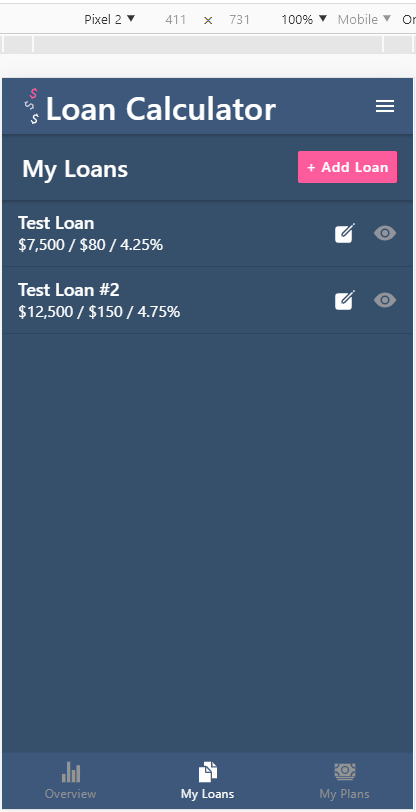 Pixel 2 ▼ 411 × 731 100% ▼ Mobile ▼ On
Loan Calculator
My Loans + Add Loan
Test Loan
$7,500 / $80 / 4.25%
Test Loan #2
$12,500 / $150 / 4.75%
Overview My Loans My Plans